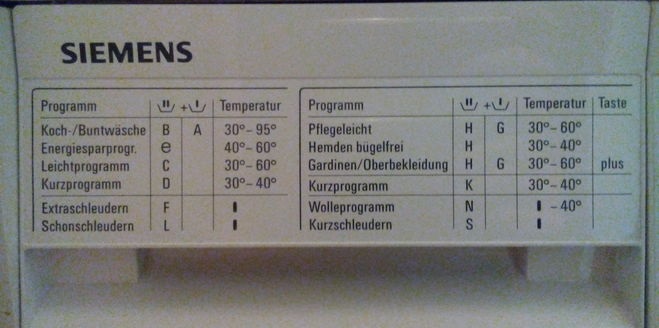 SIEMENS
Programm II + I Temperatur
Koch-/Buntwäsche B A 30°– 95°
Energiesparprogr. e 40°– 60°
Leichtprogramm C 30°– 60°
Kurzprogramm D 30°– 40°
Extraschleudern F
Schonschleudern L
Programm II + I Temperatur Taste
Pflegeleicht H G 30°– 60°
Hemden bügelfrei H 30°– 40°
Gardinen/Oberbekleidung H G 30°– 60° plus
Kurzprogramm K 30°– 40°
Wolleprogramm N – 40°
Kurzschleudern S